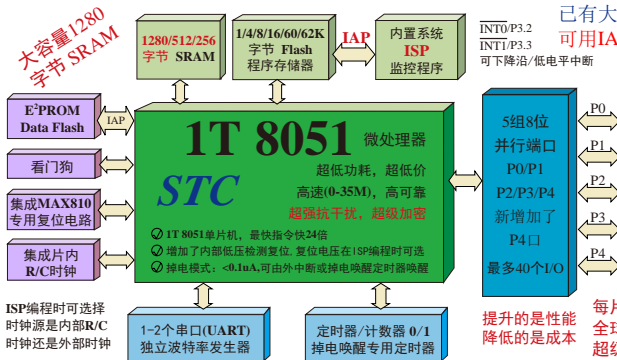 大容量1280
字节 SRAM
1280/512/256
字节 SRAM
1/4/8/16/60/62K
字节 Flash
程序存储器
IAP
内置系统
ISP
监控程序
INT0/P3.2
INT1/P3.3
可下降沿/低电平中断
已有大
可用IA
E²PROM
Data Flash
IAP
看门狗
集成MAX810
专用复位电路
集成片内
R/C时钟
1T 8051 微处理器
STC
超低功耗，超低价
高速(0-35M)，高可靠
超强抗干扰，超级加密
1T 8051单片机，最快指令快24倍
增加了内部低压检测复位,复位电压在ISP编程时可选
掉电模式：<0.1uA,可由外中断或掉电唤醒定时器唤醒
5组8位
并行端口
P0/P1
P2/P3/P4
新增加了
P4口
最多40个I/O
P0
P1
P2
P3
P4
ISP编程时可选择
时钟源是内部R/C
时钟还是外部时钟
1-2个串口(UART)
独立波特率发生器
定时器/计数器 0/1
掉电唤醒专用定时器
提升的是性能
降低的是成本
每片
全球
超级